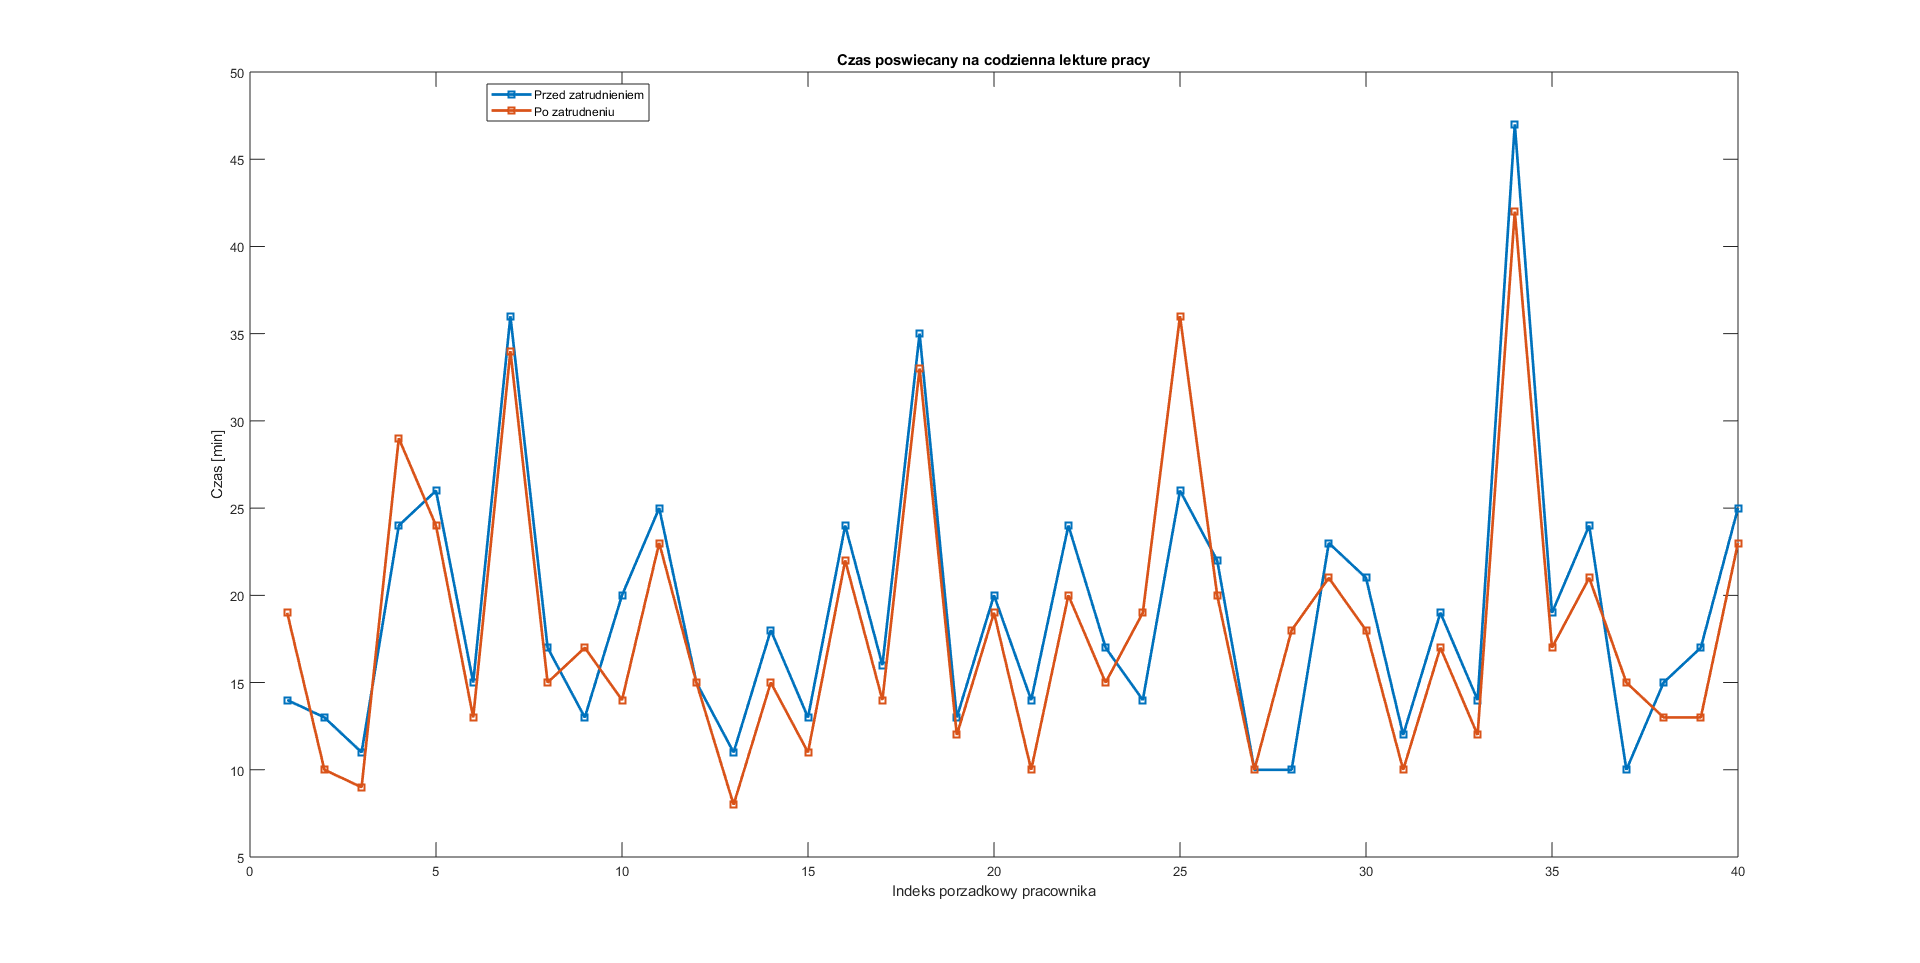 Czas poswiecany na codzienna lekture pracy
Przed zatrudnieniem
Po zatrudneniu
50
45
40
35
30
25
20
15
10
5
Czas [min]
0 5 10 15 20 25 30 35 40
Indeks porzadkowy pracownika